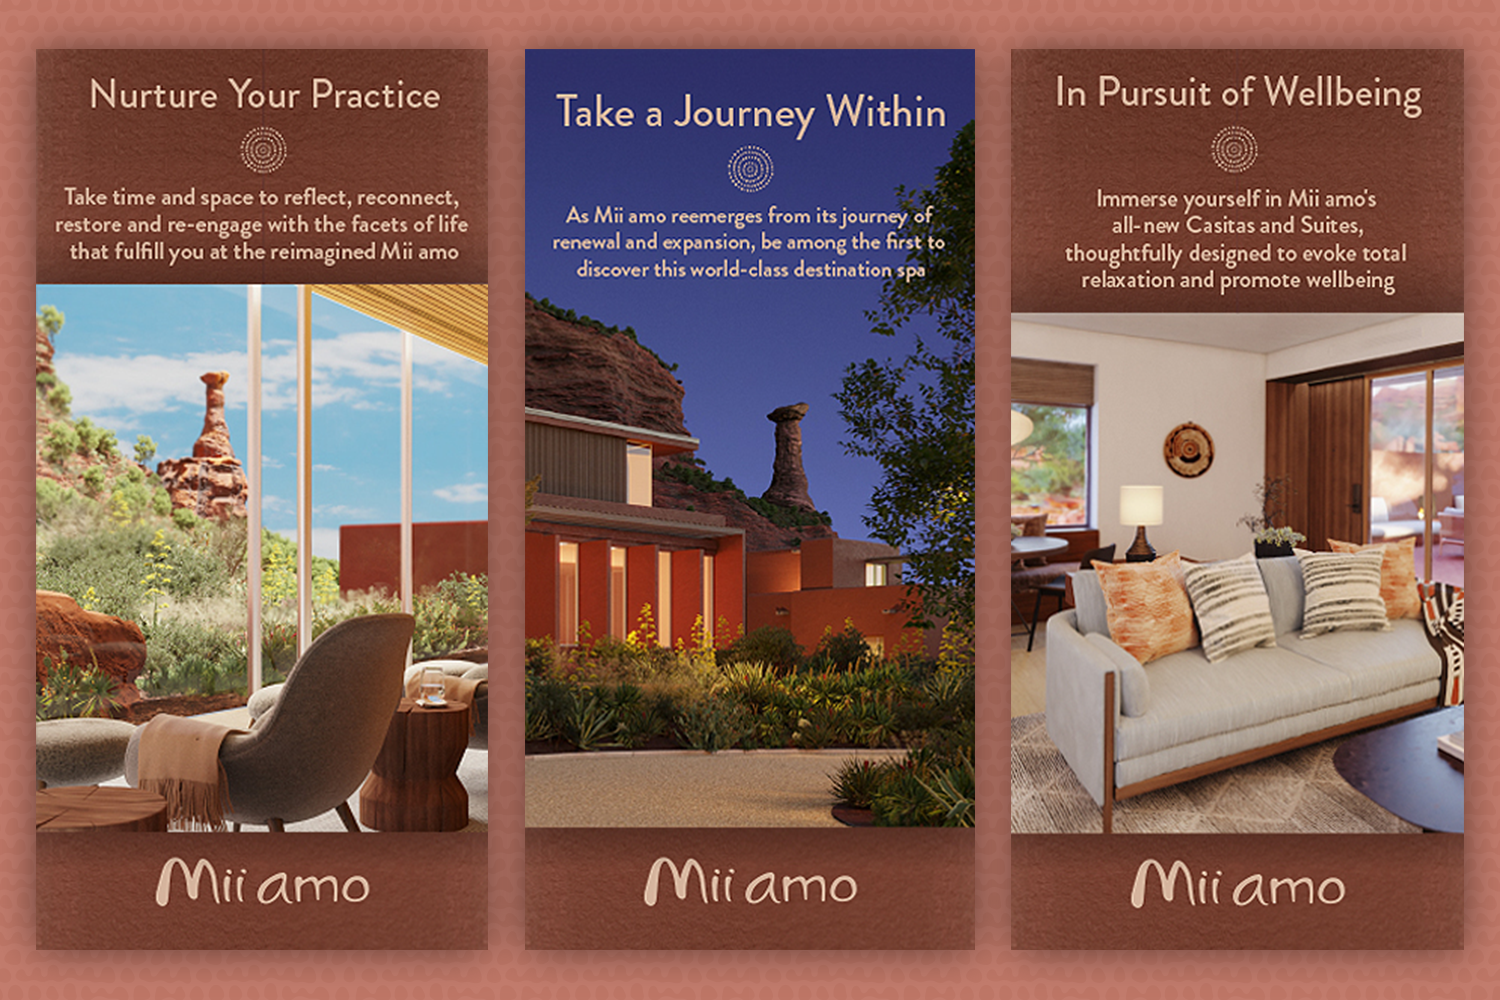 Nurture Your Practice
Take time and space to reflect, reconnect,
restore and re-engage with the facets of life
that fulfill you at the reimagined Mii amo
Mii amo
Take a Journey Within
As Mii amo reemerges from its journey of
renewal and expansion, be among the first to
discover this world-class destination spa
Mii amo
In Pursuit of Wellbeing
Immerse yourself in Mii amo's
all-new Casitas and Suites,
thoughtfully designed to evoke total
relaxation and promote wellbeing
Mii amo